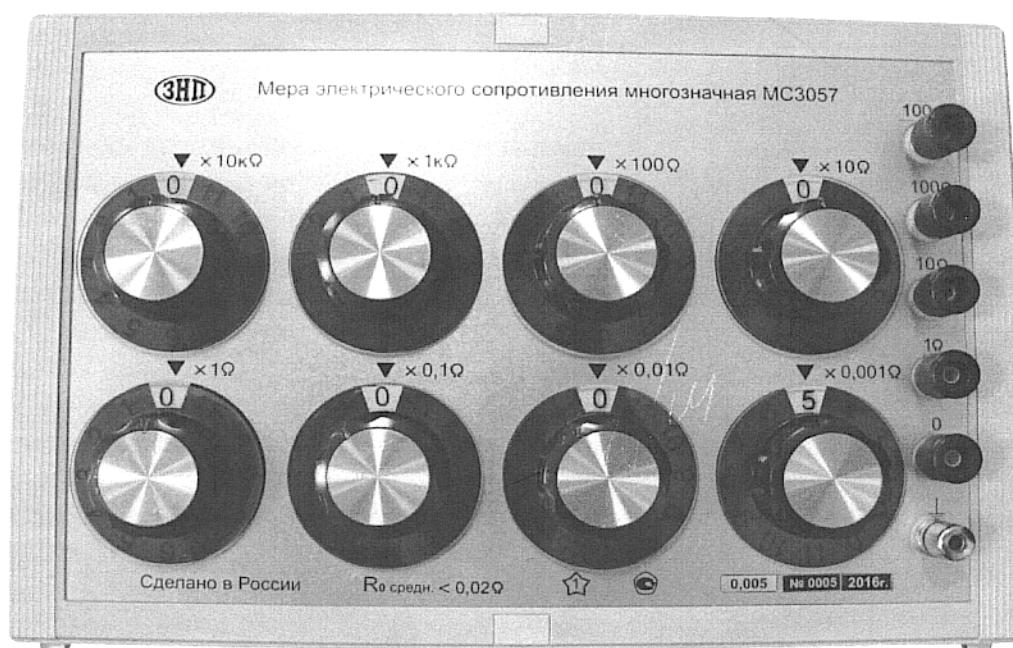 ЗНП
Мера электрического сопротивления многозначная МС3057
▼ ×10кΩ ▼ ×1кΩ ▼ ×100Ω ▼ ×10Ω
0 0 0 0
▼ ×1Ω ▼ ×0,1Ω ▼ ×0,01Ω ▼ ×0,001Ω
0 0 0 5
10Ω
1Ω
0
Сделано в России R₀ средн. < 0,02Ω 1 0,005 № 0005 2016г.